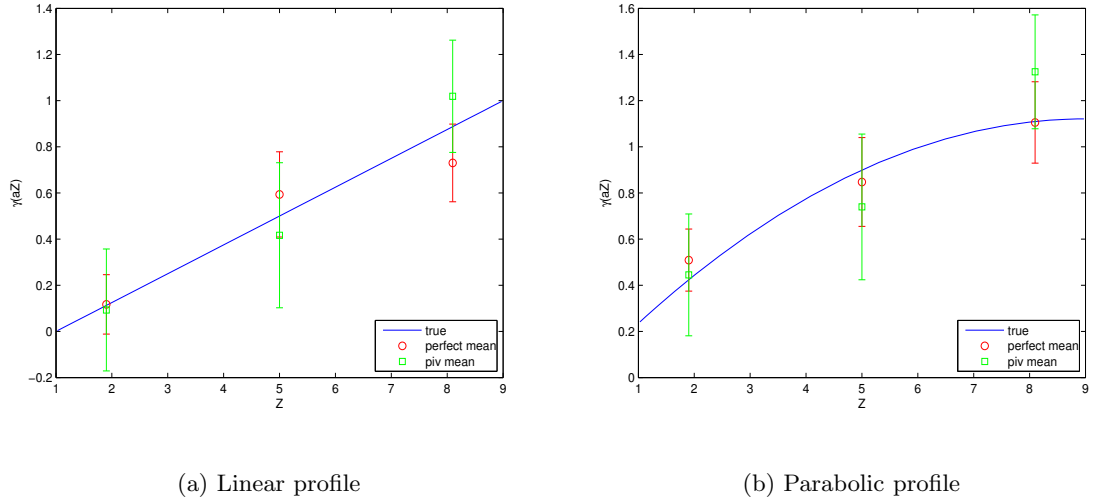 1.4
1.2
1
0.8
0.6
0.4
0.2
0
−0.2
γ(aZ)
1 2 3 4 5 6 7 8 9
Z
true
perfect mean
piv mean
(a) Linear profile
1.6
1.4
1.2
1
0.8
0.6
0.4
0.2
0
γ(aZ)
1 2 3 4 5 6 7 8 9
Z
true
perfect mean
piv mean
(b) Parabolic profile